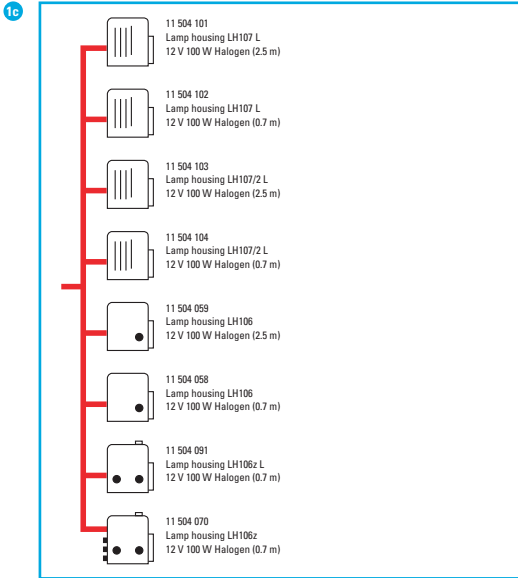 1c
11 504 101
Lamp housing LH107 L
12 V 100 W Halogen (2.5 m)
11 504 102
Lamp housing LH107 L
12 V 100 W Halogen (0.7 m)
11 504 103
Lamp housing LH107/2 L
12 V 100 W Halogen (2.5 m)
11 504 104
Lamp housing LH107/2 L
12 V 100 W Halogen (0.7 m)
11 504 059
Lamp housing LH106
12 V 100 W Halogen (2.5 m)
11 504 058
Lamp housing LH106
12 V 100 W Halogen (0.7 m)
11 504 091
Lamp housing LH106z L
12 V 100 W Halogen (0.7 m)
11 504 070
Lamp housing LH106z
12 V 100 W Halogen (0.7 m)